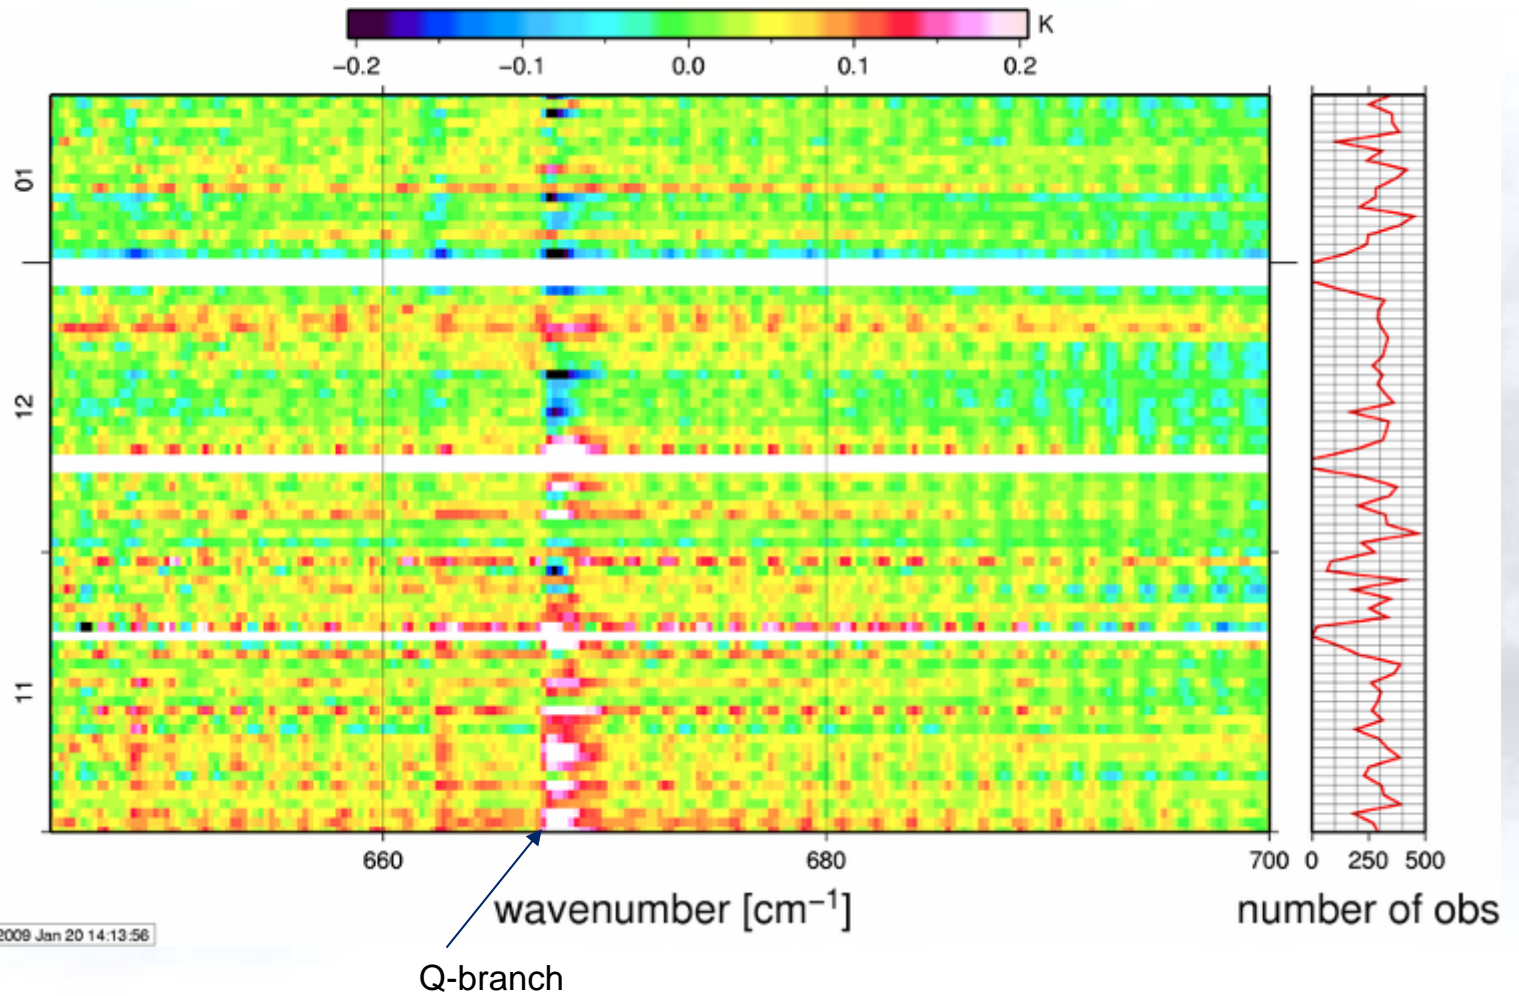 K
−0.2 −0.1 0.0 0.1 0.2
01
12
11
660 680 700 0 250 500
wavenumber [cm⁻¹] number of obs
2009 Jan 20 14:13:56
Q-branch